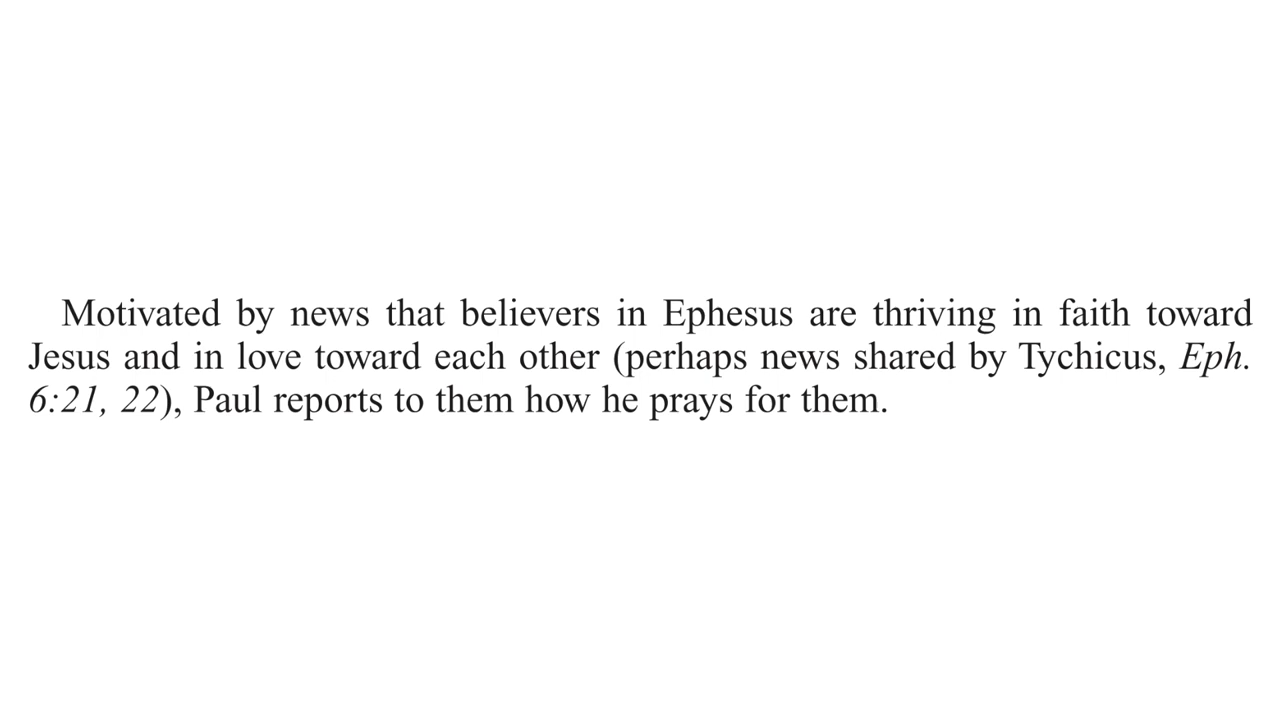 Motivated by news that believers in Ephesus are thriving in faith toward
Jesus and in love toward each other (perhaps news shared by Tychicus, Eph.
6:21, 22), Paul reports to them how he prays for them.